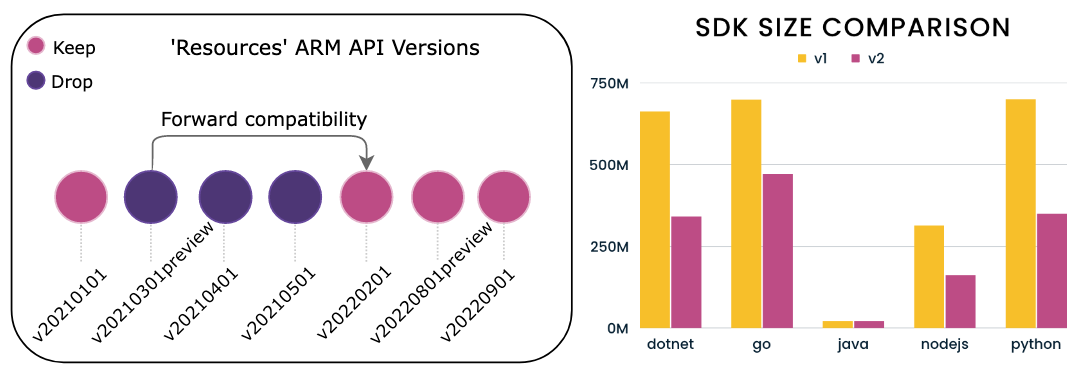 Keep
'Resources' ARM API Versions
Drop
Forward compatibility
v20210101
v20210301preview
v20210401
v20210501
v20220201
v20220801preview
v20220901
SDK SIZE COMPARISON
v1
v2
750M
500M
250M
0M
dotnet
go
java
nodejs
python